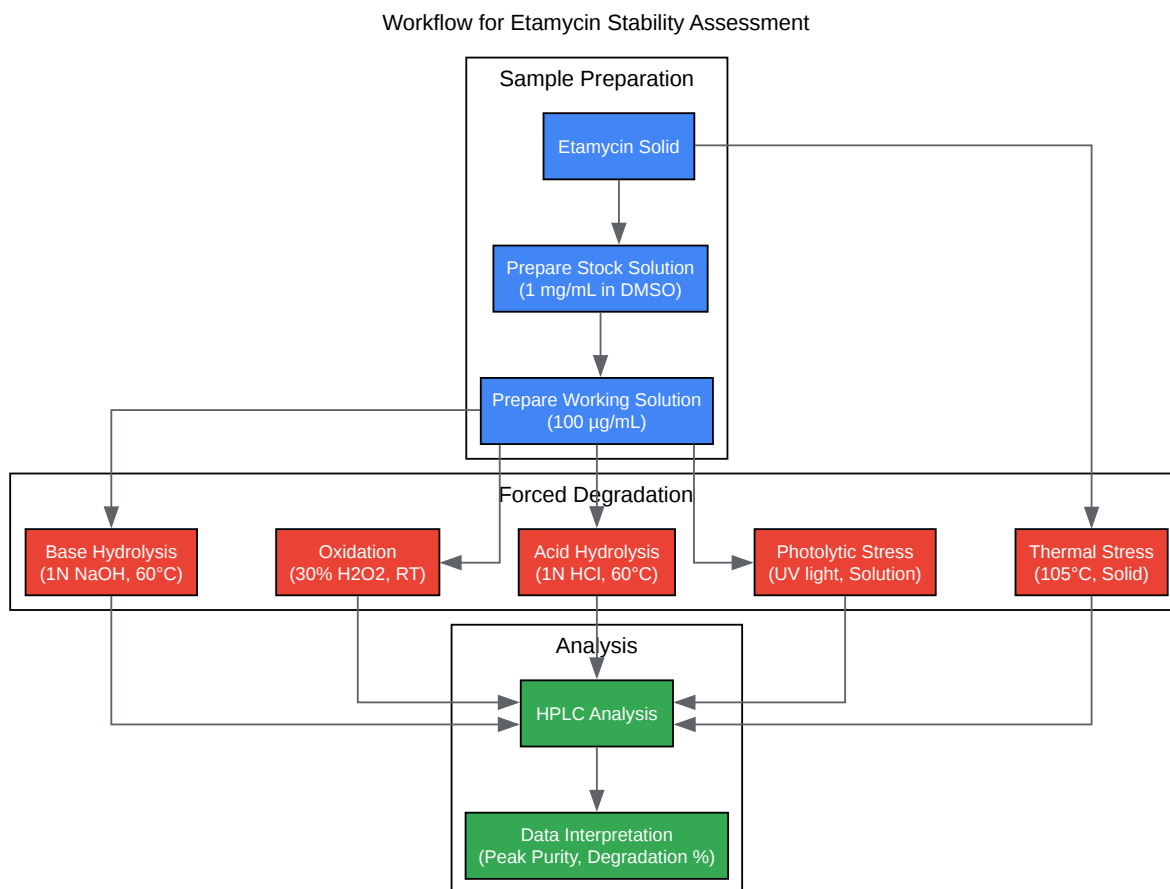 Workflow for Etamycin Stability Assessment
Sample Preparation
Etamycin Solid
Prepare Stock Solution
(1 mg/mL in DMSO)
Prepare Working Solution
(100 µg/mL)
Forced Degradation
Base Hydrolysis
(1N NaOH, 60°C)
Oxidation
(30% H2O2, RT)
Acid Hydrolysis
(1N HCl, 60°C)
Photolytic Stress
(UV light, Solution)
Thermal Stress
(105°C, Solid)
Analysis
HPLC Analysis
Data Interpretation
(Peak Purity, Degradation %)